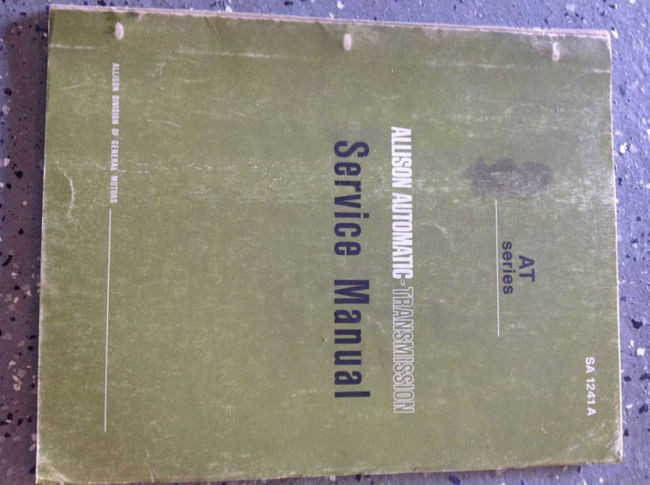 SA 1241 A
AT
series
ALLISON AUTOMATIC TRANSMISSION
Service Manual
ALLISON DIVISION OF GENERAL MOTORS